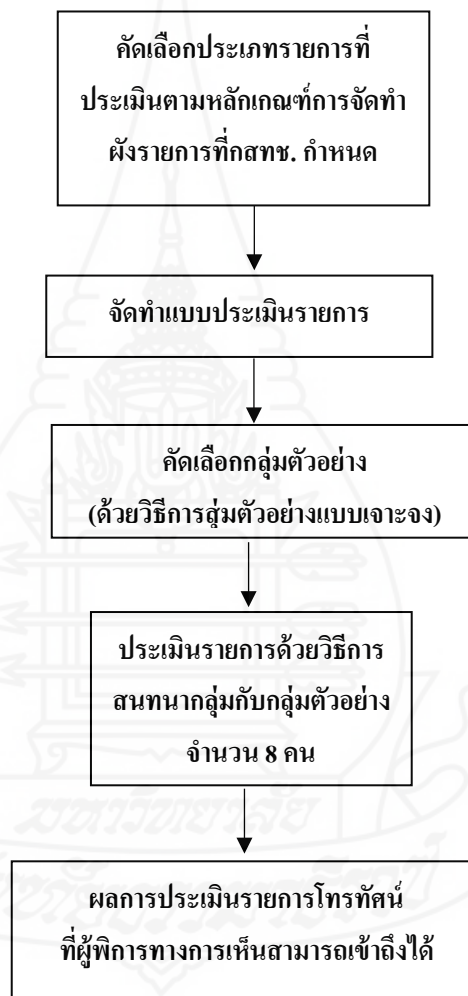 คัดเลือกประเภทรายการที่
ประเมินตามหลักเกณฑ์การจัดทำ
ผังรายการที่กสทช. กำหนด
จัดทำแบบประเมินรายการ
คัดเลือกกลุ่มตัวอย่าง
(ด้วยวิธีการสุ่มตัวอย่างแบบเจาะจง)
ประเมินรายการด้วยวิธีการ
สนทนากลุ่มกับกลุ่มตัวอย่าง
จำนวน 8 คน
มหาวิทยาลัย
ผลการประเมินรายการโทรทัศน์
ที่ผู้พิการทางการเห็นสามารถเข้าถึงได้